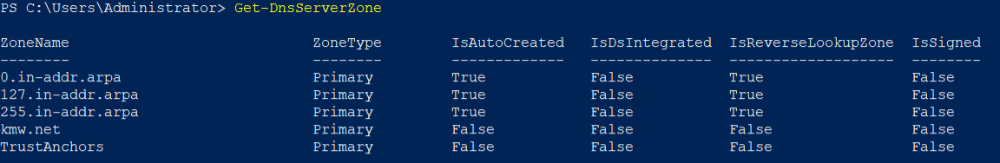 PS C:\Users\Administrator> Get-DnsServerZone
ZoneName ZoneType IsAutoCreated IsDsIntegrated IsReverseLookupZone IsSigned
-------- -------- ------------- -------------- ------------------- --------
0.in-addr.arpa Primary True False True False
127.in-addr.arpa Primary True False True False
255.in-addr.arpa Primary True False True False
kmw.net Primary False False False False
TrustAnchors Primary False False False False